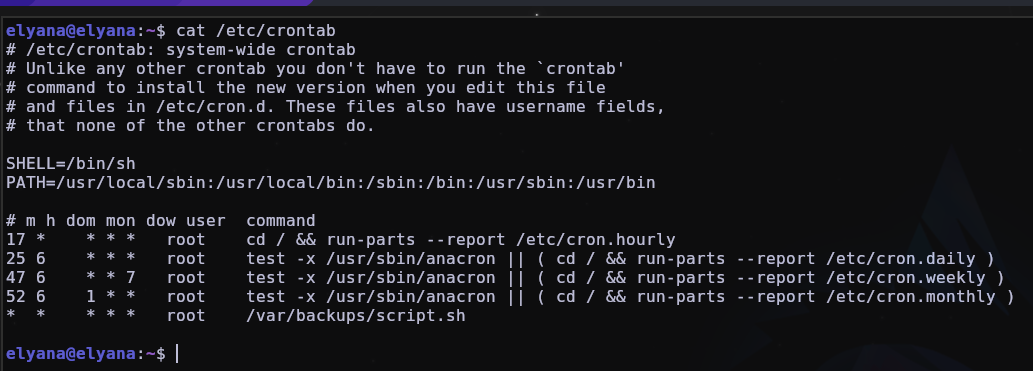 elyana@elyana:~$ cat /etc/crontab
# /etc/crontab: system-wide crontab
# Unlike any other crontab you don't have to run the `crontab'
# command to install the new version when you edit this file
# and files in /etc/cron.d. These files also have username fields,
# that none of the other crontabs do.

SHELL=/bin/sh
PATH=/usr/local/sbin:/usr/local/bin:/sbin:/bin:/usr/sbin:/usr/bin

# m h dom mon dow user  command
17 *    * * *   root    cd / && run-parts --report /etc/cron.hourly
25 6    * * *   root    test -x /usr/sbin/anacron || ( cd / && run-parts --report /etc/cron.daily )
47 6    * * 7   root    test -x /usr/sbin/anacron || ( cd / && run-parts --report /etc/cron.weekly )
52 6    1 * *   root    test -x /usr/sbin/anacron || ( cd / && run-parts --report /etc/cron.monthly )
*  *    * * *   root    /var/backups/script.sh

elyana@elyana:~$